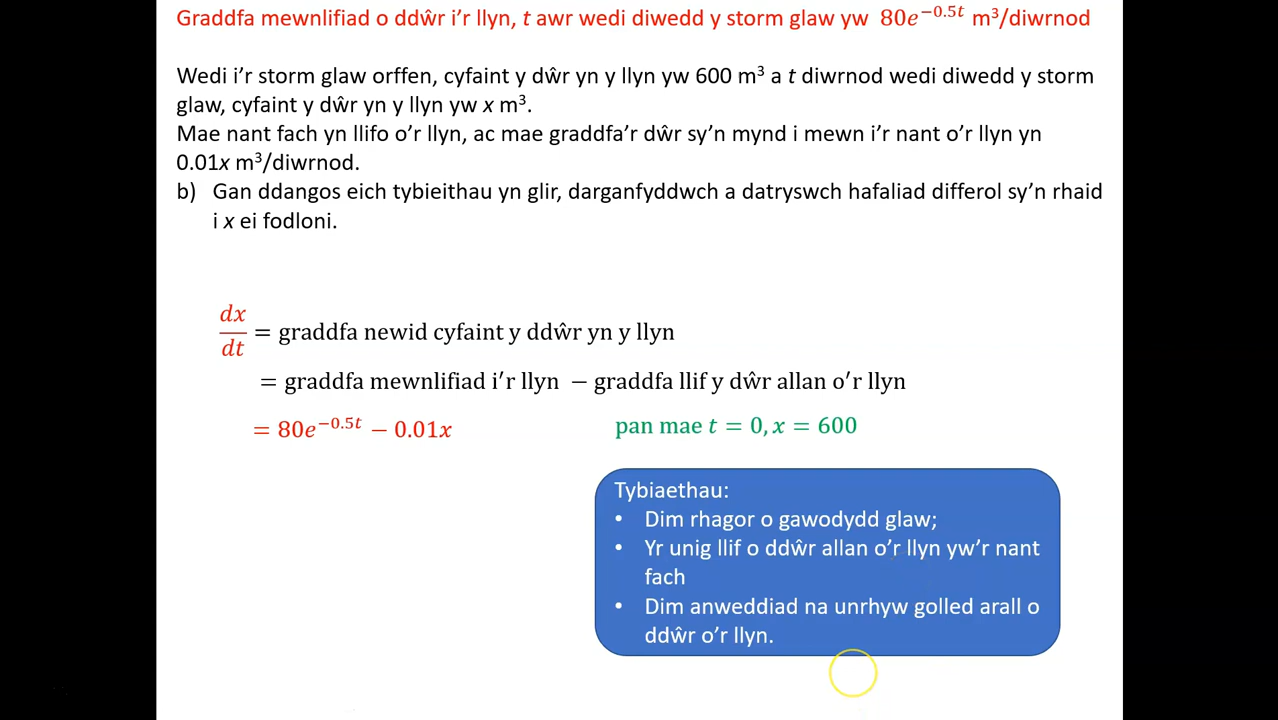 Graddfa mewnlifiad o ddŵr i’r llyn, t awr wedi diwedd y storm glaw yw 80e^{−0.5t} m³/diwrnod
Wedi i’r storm glaw orffen, cyfaint y dŵr yn y llyn yw 600 m³ a t diwrnod wedi diwedd y storm
glaw, cyfaint y dŵr yn y llyn yw x m³.
Mae nant fach yn llifo o’r llyn, ac mae graddfa’r dŵr sy’n mynd i mewn i’r nant o’r llyn yn
0.01x m³/diwrnod.
b) Gan ddangos eich tybieithau yn glir, darganfyddwch a datryswch hafaliad differol sy’n rhaid
i x ei fodloni.
dx/dt = graddfa newid cyfaint y ddŵr yn y llyn
= graddfa mewnlifiad i′r llyn − graddfa llif y dŵr allan o′r llyn
= 80e^{−0.5t} − 0.01x pan mae t = 0, x = 600
Tybiaethau:
• Dim rhagor o gawodydd glaw;
• Yr unig llif o ddŵr allan o’r llyn yw’r nant
fach
• Dim anweddiad na unrhyw golled arall o
ddŵr o’r llyn.